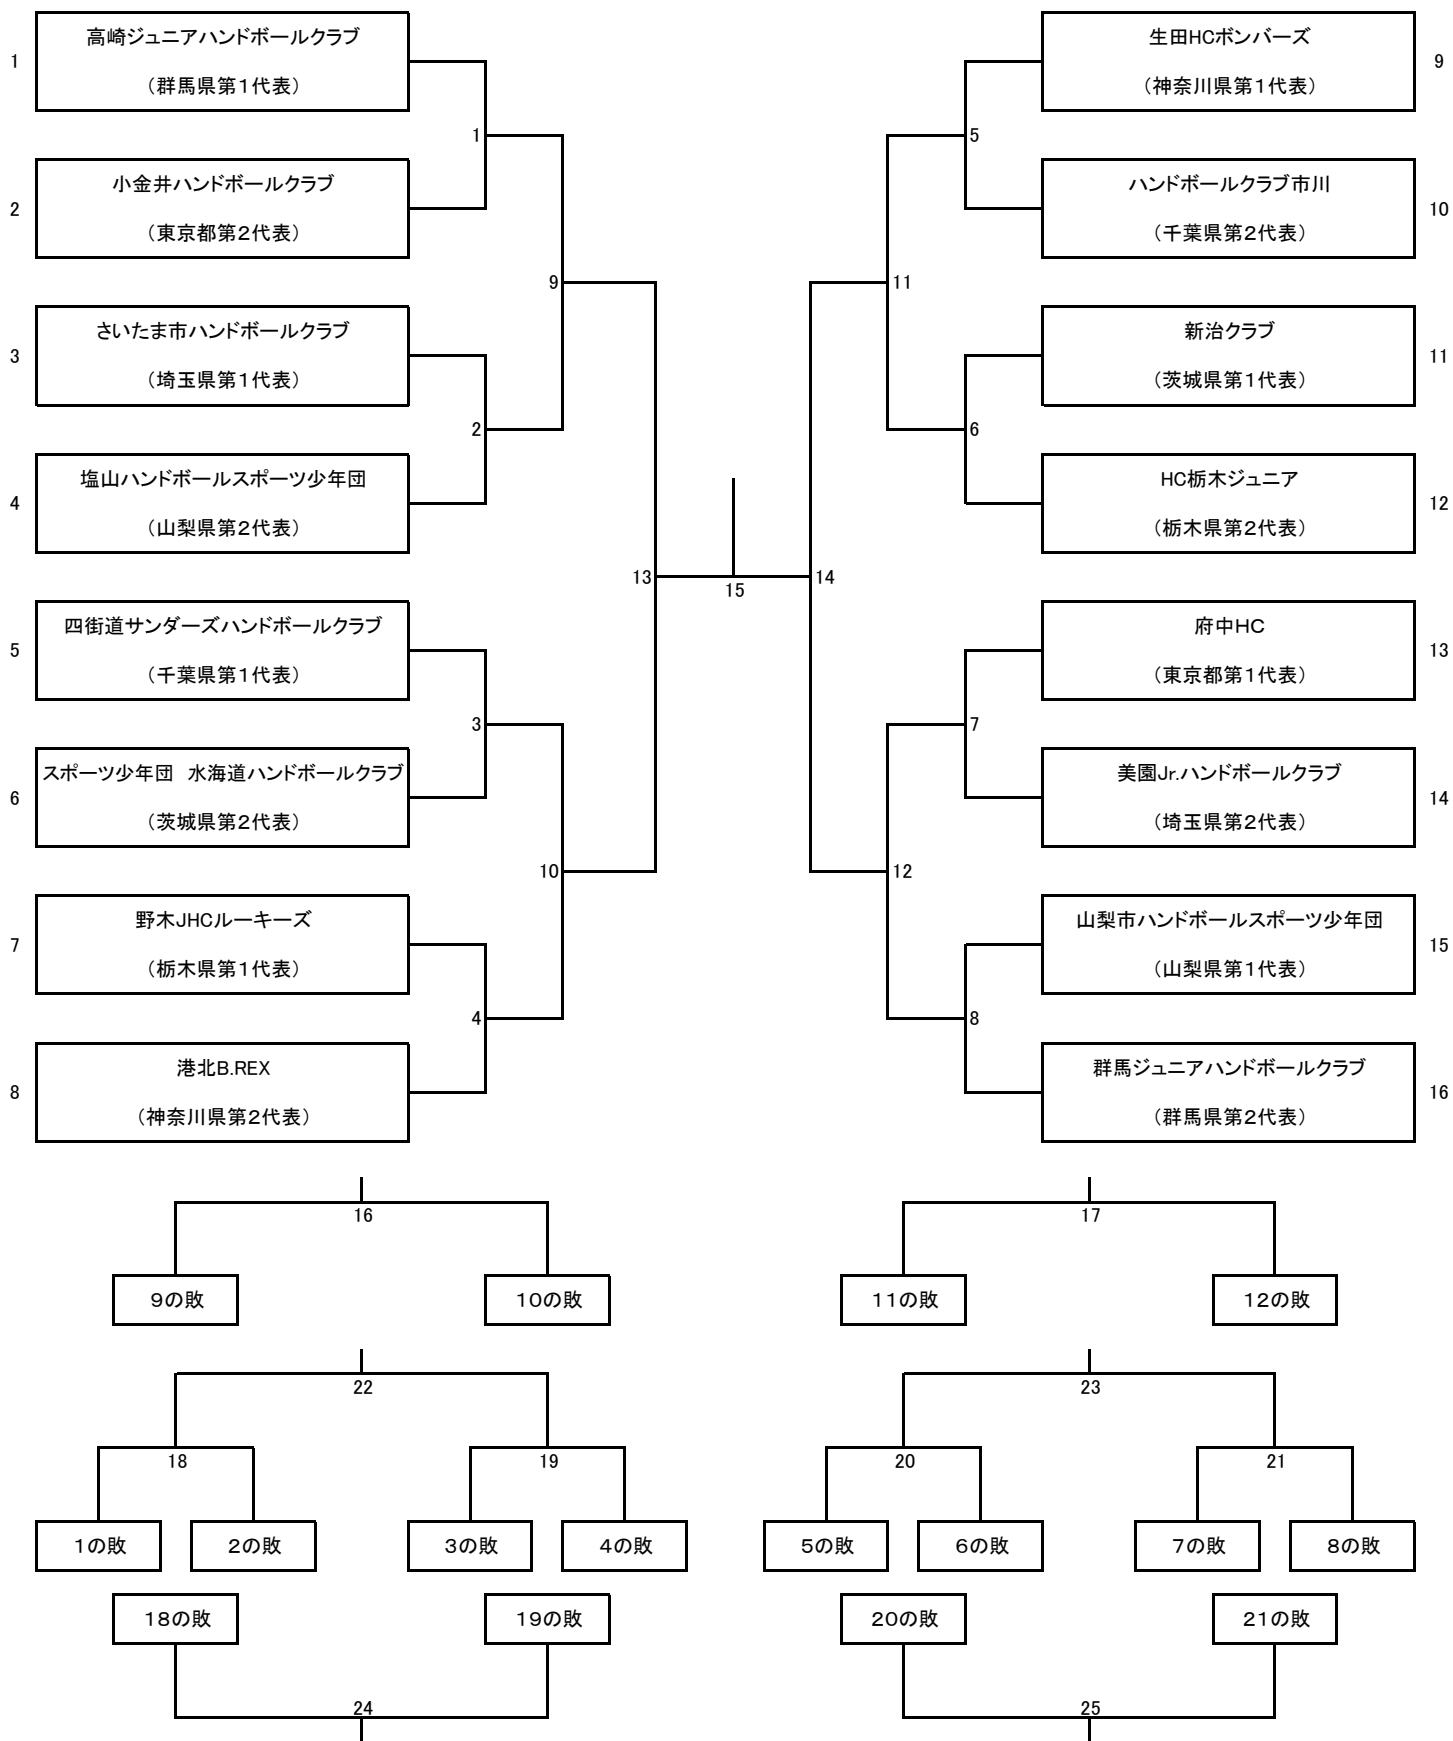 1
高崎ジュニアハンドボールクラブ
（群馬県第１代表）
2
小金井ハンドボールクラブ
（東京都第２代表）
3
さいたま市ハンドボールクラブ
（埼玉県第１代表）
4
塩山ハンドボールスポーツ少年団
（山梨県第２代表）
5
四街道サンダーズハンドボールクラブ
（千葉県第１代表）
6
スポーツ少年団　水海道ハンドボールクラブ
（茨城県第２代表）
7
野木JHCルーキーズ
（栃木県第１代表）
8
港北B.REX
（神奈川県第２代表）
1
2
3
4
9
10
13
15
14
11
12
5
6
7
8
生田HCボンバーズ
（神奈川県第１代表）
9
ハンドボールクラブ市川
（千葉県第２代表）
10
新治クラブ
（茨城県第１代表）
11
HC栃木ジュニア
（栃木県第２代表）
12
府中HC
（東京都第１代表）
13
美園Jr.ハンドボールクラブ
（埼玉県第２代表）
14
山梨市ハンドボールスポーツ少年団
（山梨県第１代表）
15
群馬ジュニアハンドボールクラブ
（群馬県第２代表）
16
16
９の敗
１０の敗
17
１１の敗
１２の敗
22
18
19
１の敗
２の敗
３の敗
４の敗
23
20
21
５の敗
６の敗
７の敗
８の敗
１８の敗
１９の敗
24
２０の敗
２１の敗
25